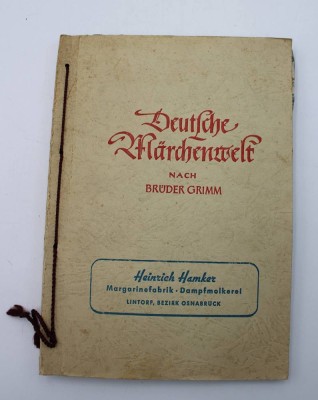 Deutsche
Märchenwelt
NACH
BRÜDER GRIMM
Heinrich Hamker
Margarinefabrik · Dampfmolkerei
LINTORF, BEZIRK OSNABRÜCK